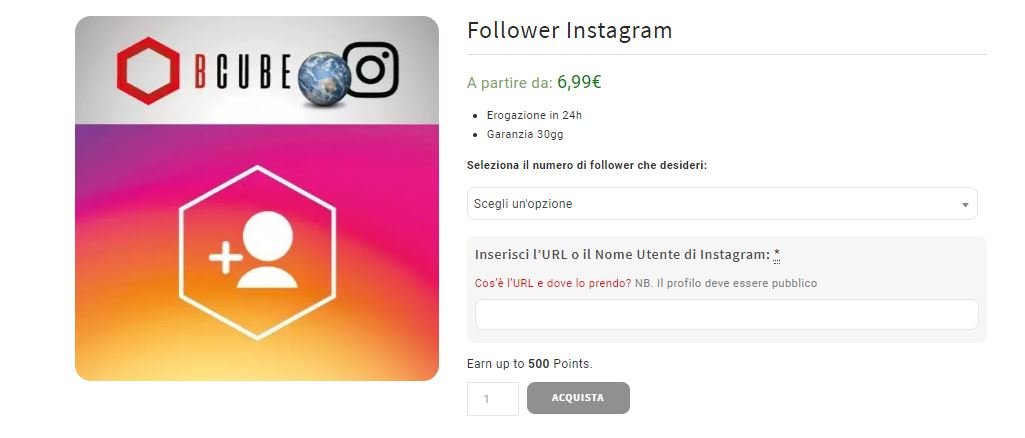 BCUBE
Follower Instagram
A partire da: 6,99€
Erogazione in 24h
Garanzia 30gg
Seleziona il numero di follower che desideri:
Scegli un'opzione
Inserisci l’URL o il Nome Utente di Instagram: *
Cos'è l'URL e dove lo prendo? NB. Il profilo deve essere pubblico
Earn up to 500 Points.
1
ACQUISTA